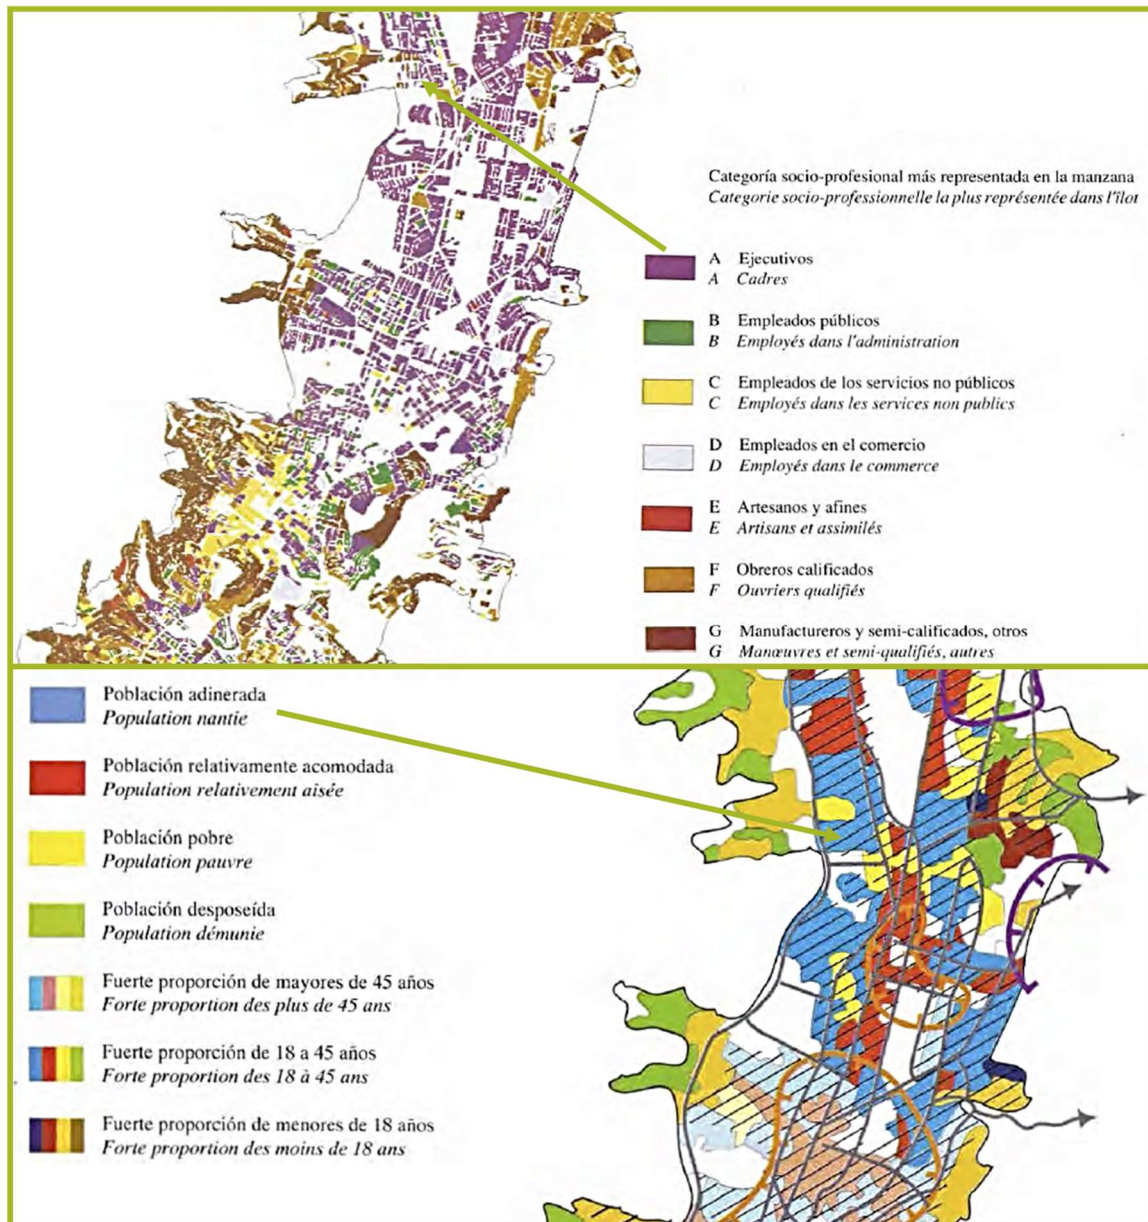 Categoría socio-profesional más representada en la manzana
Categorie socio-professionnelle la plus représentée dans l'îlot
A Ejecutivos
A Cadres
B Empleados públicos
B Employés dans l'administration
C Empleados de los servicios no públicos
C Employés dans les services non publics
D Empleados en el comercio
D Employés dans le commerce
E Artesanos y afines
E Artisans et assimilés
F Obreros calificados
F Ouvriers qualifiés
G Manufactureros y semi-calificados, otros
G Manœuvres et semi-qualifiés, autres
Población adinerada
Population nantie
Población relativamente acomodada
Population relativement aisée
Población pobre
Population pauvre
Población desposeída
Population démunie
Fuerte proporción de mayores de 45 años
Forte proportion des plus de 45 ans
Fuerte proporción de 18 a 45 años
Forte proportion des 18 à 45 ans
Fuerte proporción de menores de 18 años
Forte proportion des moins de 18 ans